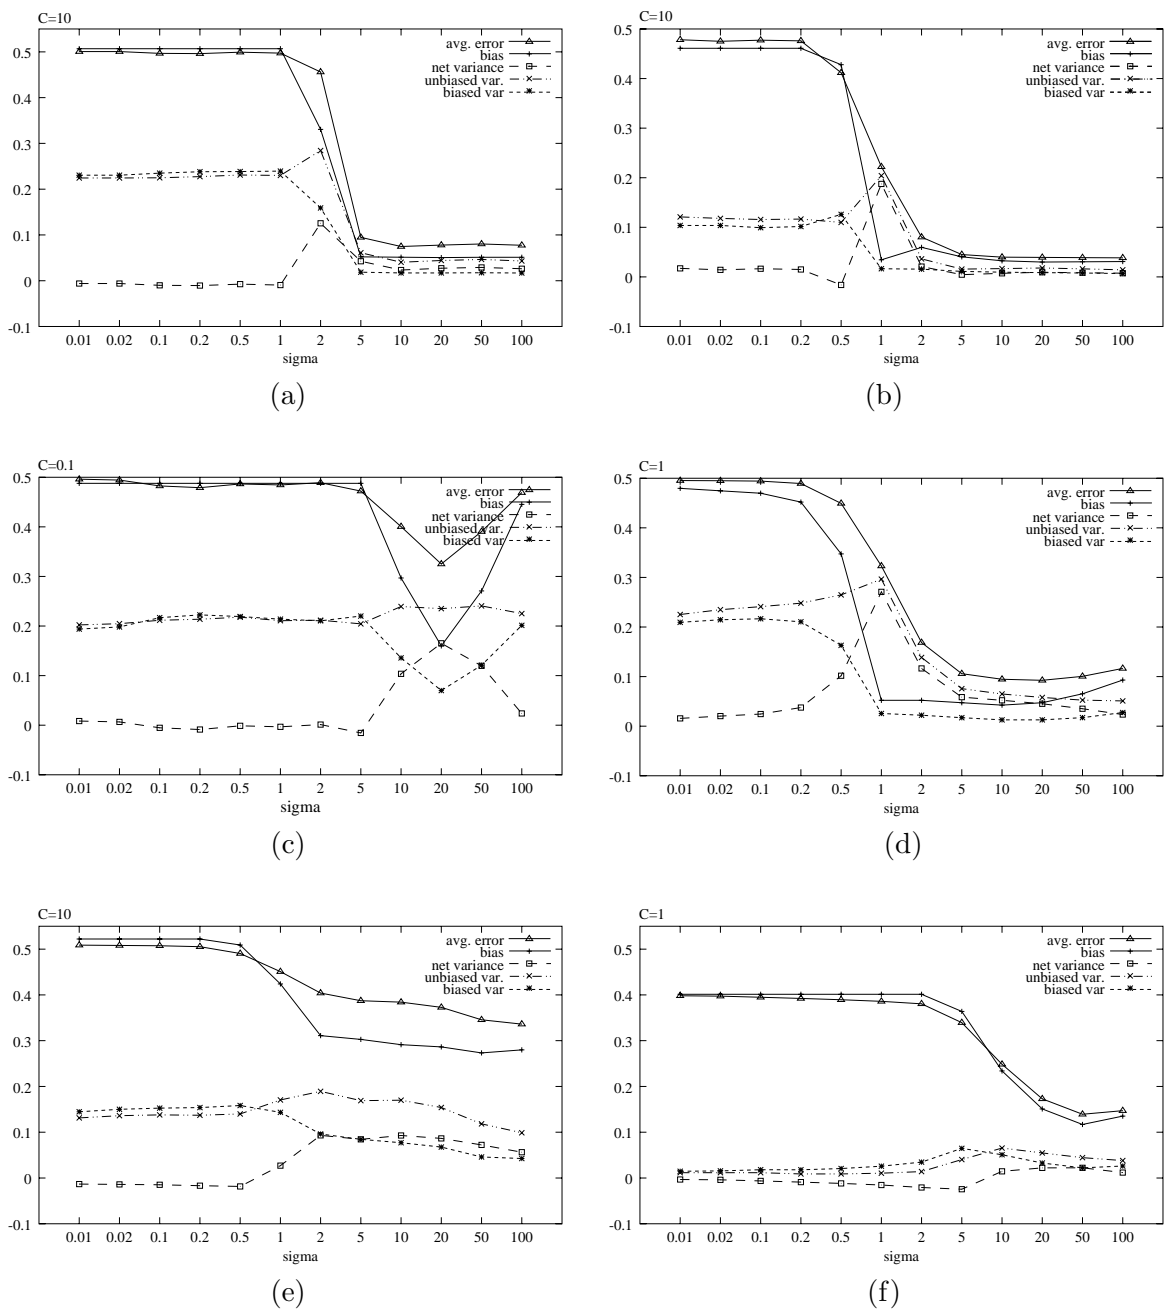 C=10
avg. error
bias
net variance
unbiased var.
biased var
0.5
0.4
0.3
0.2
0.1
0
-0.1
0.01 0.02 0.1 0.2 0.5 1 2 5 10 20 50 100
sigma
(a)
C=10
avg. error
bias
net variance
unbiased var.
biased var
0.5
0.4
0.3
0.2
0.1
0
-0.1
0.01 0.02 0.1 0.2 0.5 1 2 5 10 20 50 100
sigma
(b)
C=0.1
avg. error
bias
net variance
unbiased var.
biased var
0.5
0.4
0.3
0.2
0.1
0
-0.1
0.01 0.02 0.1 0.2 0.5 1 2 5 10 20 50 100
sigma
(c)
C=1
avg. error
bias
net variance
unbiased var.
biased var
0.5
0.4
0.3
0.2
0.1
0
-0.1
0.01 0.02 0.1 0.2 0.5 1 2 5 10 20 50 100
sigma
(d)
C=10
avg. error
bias
net variance
unbiased var.
biased var
0.5
0.4
0.3
0.2
0.1
0
-0.1
0.01 0.02 0.1 0.2 0.5 1 2 5 10 20 50 100
sigma
(e)
C=1
avg. error
bias
net variance
unbiased var.
biased var
0.5
0.4
0.3
0.2
0.1
0
-0.1
0.01 0.02 0.1 0.2 0.5 1 2 5 10 20 50 100
sigma
(f)